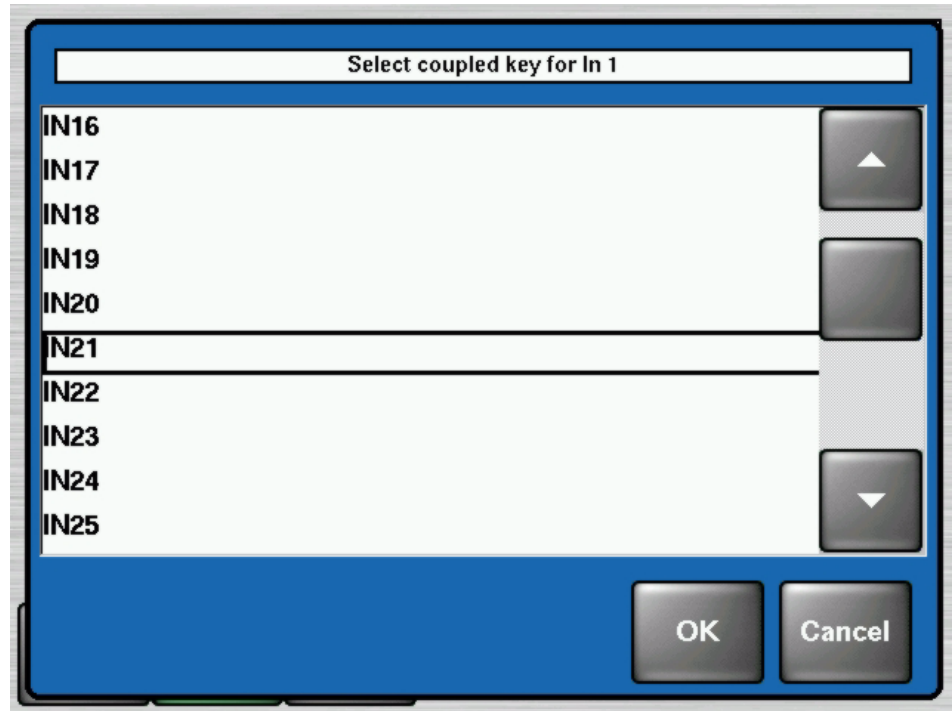 Select coupled key for In 1
IN16
IN17
IN18
IN19
IN20
IN21
IN22
IN23
IN24
IN25
OK
Cancel